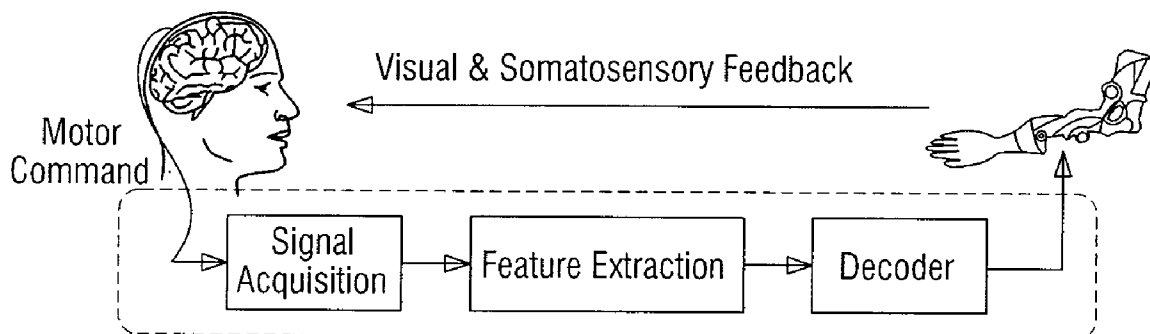 Visual & Somatosensory Feedback
Motor
Command
Signal
Acquisition
Feature Extraction
Decoder